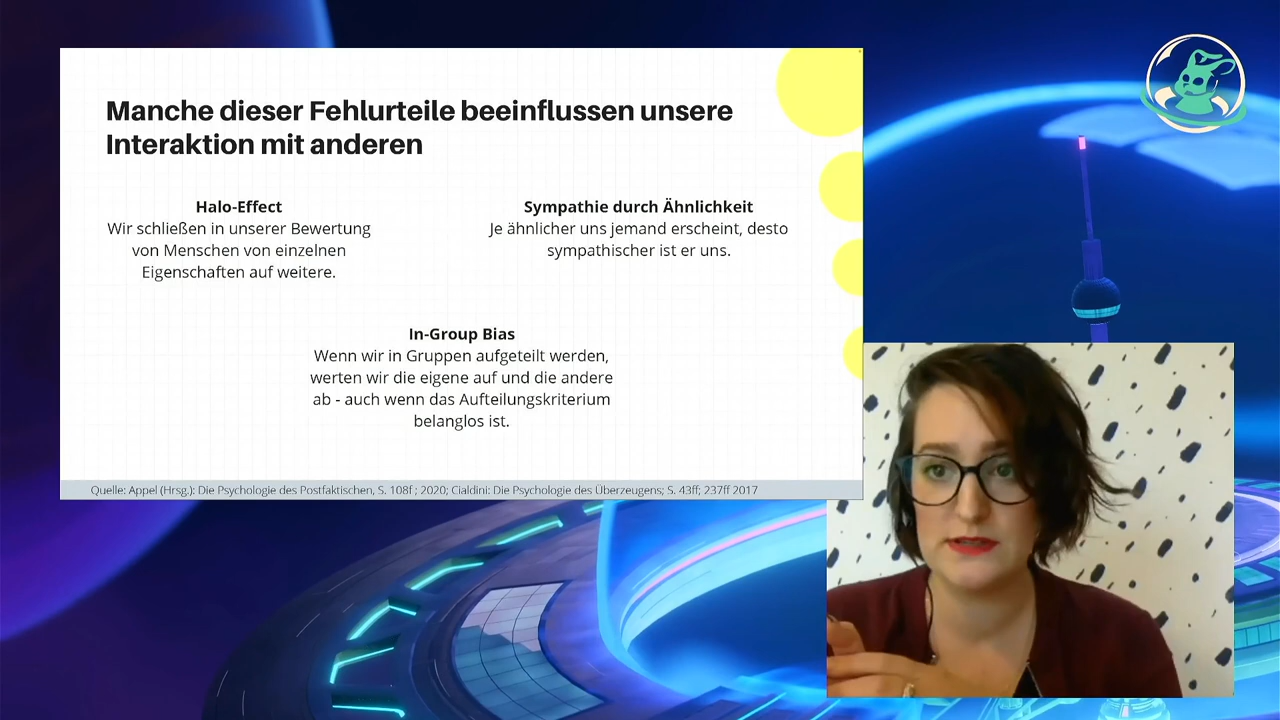 Manche dieser Fehlurteile beeinflussen unsere
Interaktion mit anderen
Halo-Effect
Wir schließen in unserer Bewertung
von Menschen von einzelnen
Eigenschaften auf weitere.
Sympathie durch Ähnlichkeit
Je ähnlicher uns jemand erscheint, desto
sympathischer ist er uns.
In-Group Bias
Wenn wir in Gruppen aufgeteilt werden,
werten wir die eigene auf und die andere
ab - auch wenn das Aufteilungskriterium
belanglos ist.
Quelle: Appel (Hrsg.): Die Psychologie des Postfaktischen, S. 108f ; 2020; Cialdini: Die Psychologie des Überzeugens; S. 43ff; 237ff 2017